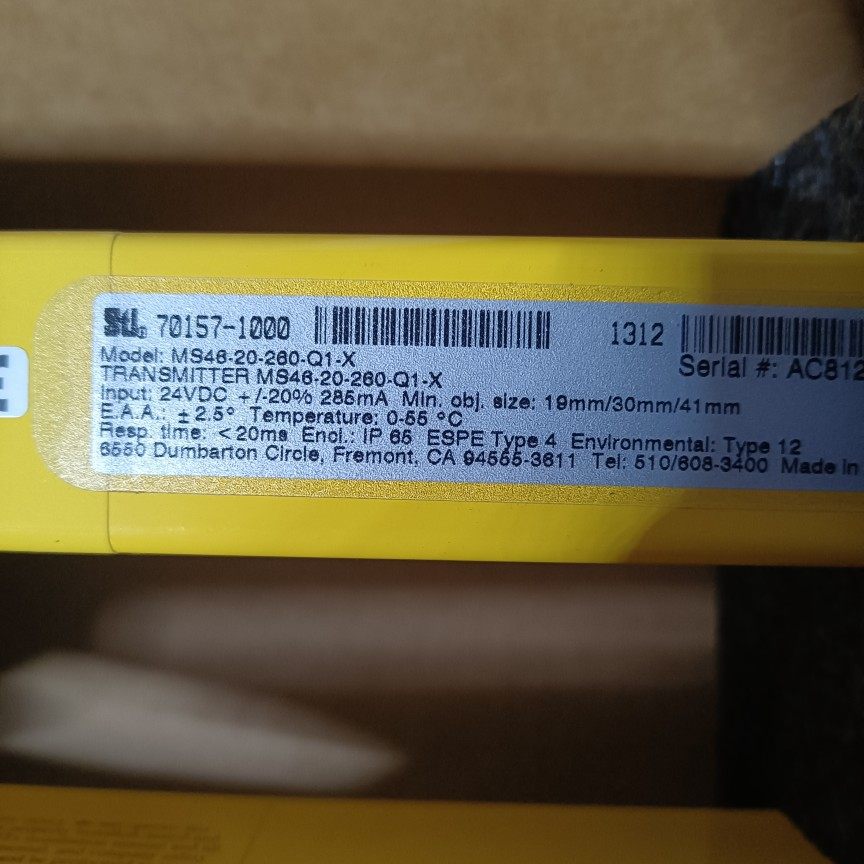 STI 70157-1000
1312
Serial #: AC812
Model: MS46-20-260-Q1-X
TRANSMITTER MS46-20-260-Q1-X
Input: 24VDC +/-20% 285mA Min. obj. size: 19mm/30mm/41mm
E.A.A.: ±2.5° Temperature: 0-55 °C
Resp. time: <20ms Encl.: IP 65 ESPE Type 4 Environmental: Type 12
6550 Dumbarton Circle, Fremont, CA 94555-3611 Tel: 510/608-3400 Made in